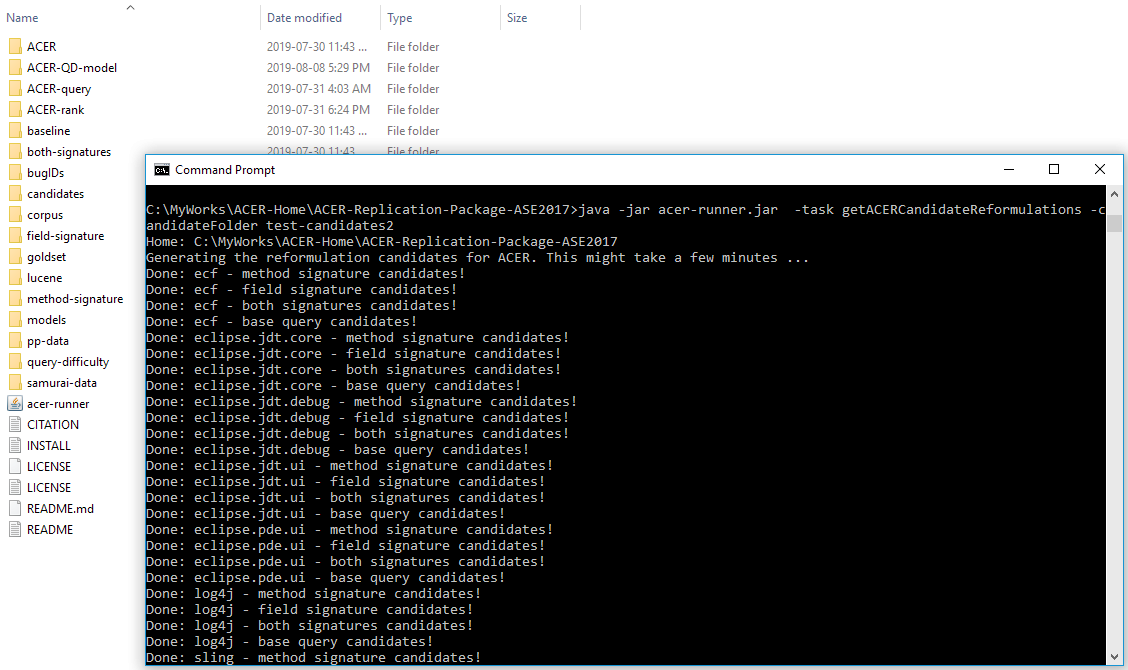 Name Date modified Type Size
ACER 2019-07-30 11:43 ... File folder
ACER-QD-model 2019-08-08 5:29 PM File folder
ACER-query 2019-07-31 4:03 AM File folder
ACER-rank 2019-07-31 6:24 PM File folder
baseline 2019-07-30 11:43 ... File folder
both-signatures 2019-07-30 11:43 File folder
bugIDs
candidates
corpus
field-signature
goldset
lucene
method-signature
models
pp-data
query-difficulty
samurai-data
acer-runner
CITATION
INSTALL
LICENSE
LICENSE
README.md
README
Command Prompt
C:\MyWorks\ACER-Home\ACER-Replication-Package-ASE2017>java -jar acer-runner.jar  -task getACERCandidateReformulations -c
andidateFolder test-candidates2
Home: C:\MyWorks\ACER-Home\ACER-Replication-Package-ASE2017
Generating the reformulation candidates for ACER. This might take a few minutes ...
Done: ecf - method signature candidates!
Done: ecf - field signature candidates!
Done: ecf - both signatures candidates!
Done: ecf - base query candidates!
Done: eclipse.jdt.core - method signature candidates!
Done: eclipse.jdt.core - field signature candidates!
Done: eclipse.jdt.core - both signatures candidates!
Done: eclipse.jdt.core - base query candidates!
Done: eclipse.jdt.debug - method signature candidates!
Done: eclipse.jdt.debug - field signature candidates!
Done: eclipse.jdt.debug - both signatures candidates!
Done: eclipse.jdt.debug - base query candidates!
Done: eclipse.jdt.ui - method signature candidates!
Done: eclipse.jdt.ui - field signature candidates!
Done: eclipse.jdt.ui - both signatures candidates!
Done: eclipse.jdt.ui - base query candidates!
Done: eclipse.pde.ui - method signature candidates!
Done: eclipse.pde.ui - field signature candidates!
Done: eclipse.pde.ui - both signatures candidates!
Done: eclipse.pde.ui - base query candidates!
Done: log4j - method signature candidates!
Done: log4j - field signature candidates!
Done: log4j - both signatures candidates!
Done: log4j - base query candidates!
Done: sling - method signature candidates!